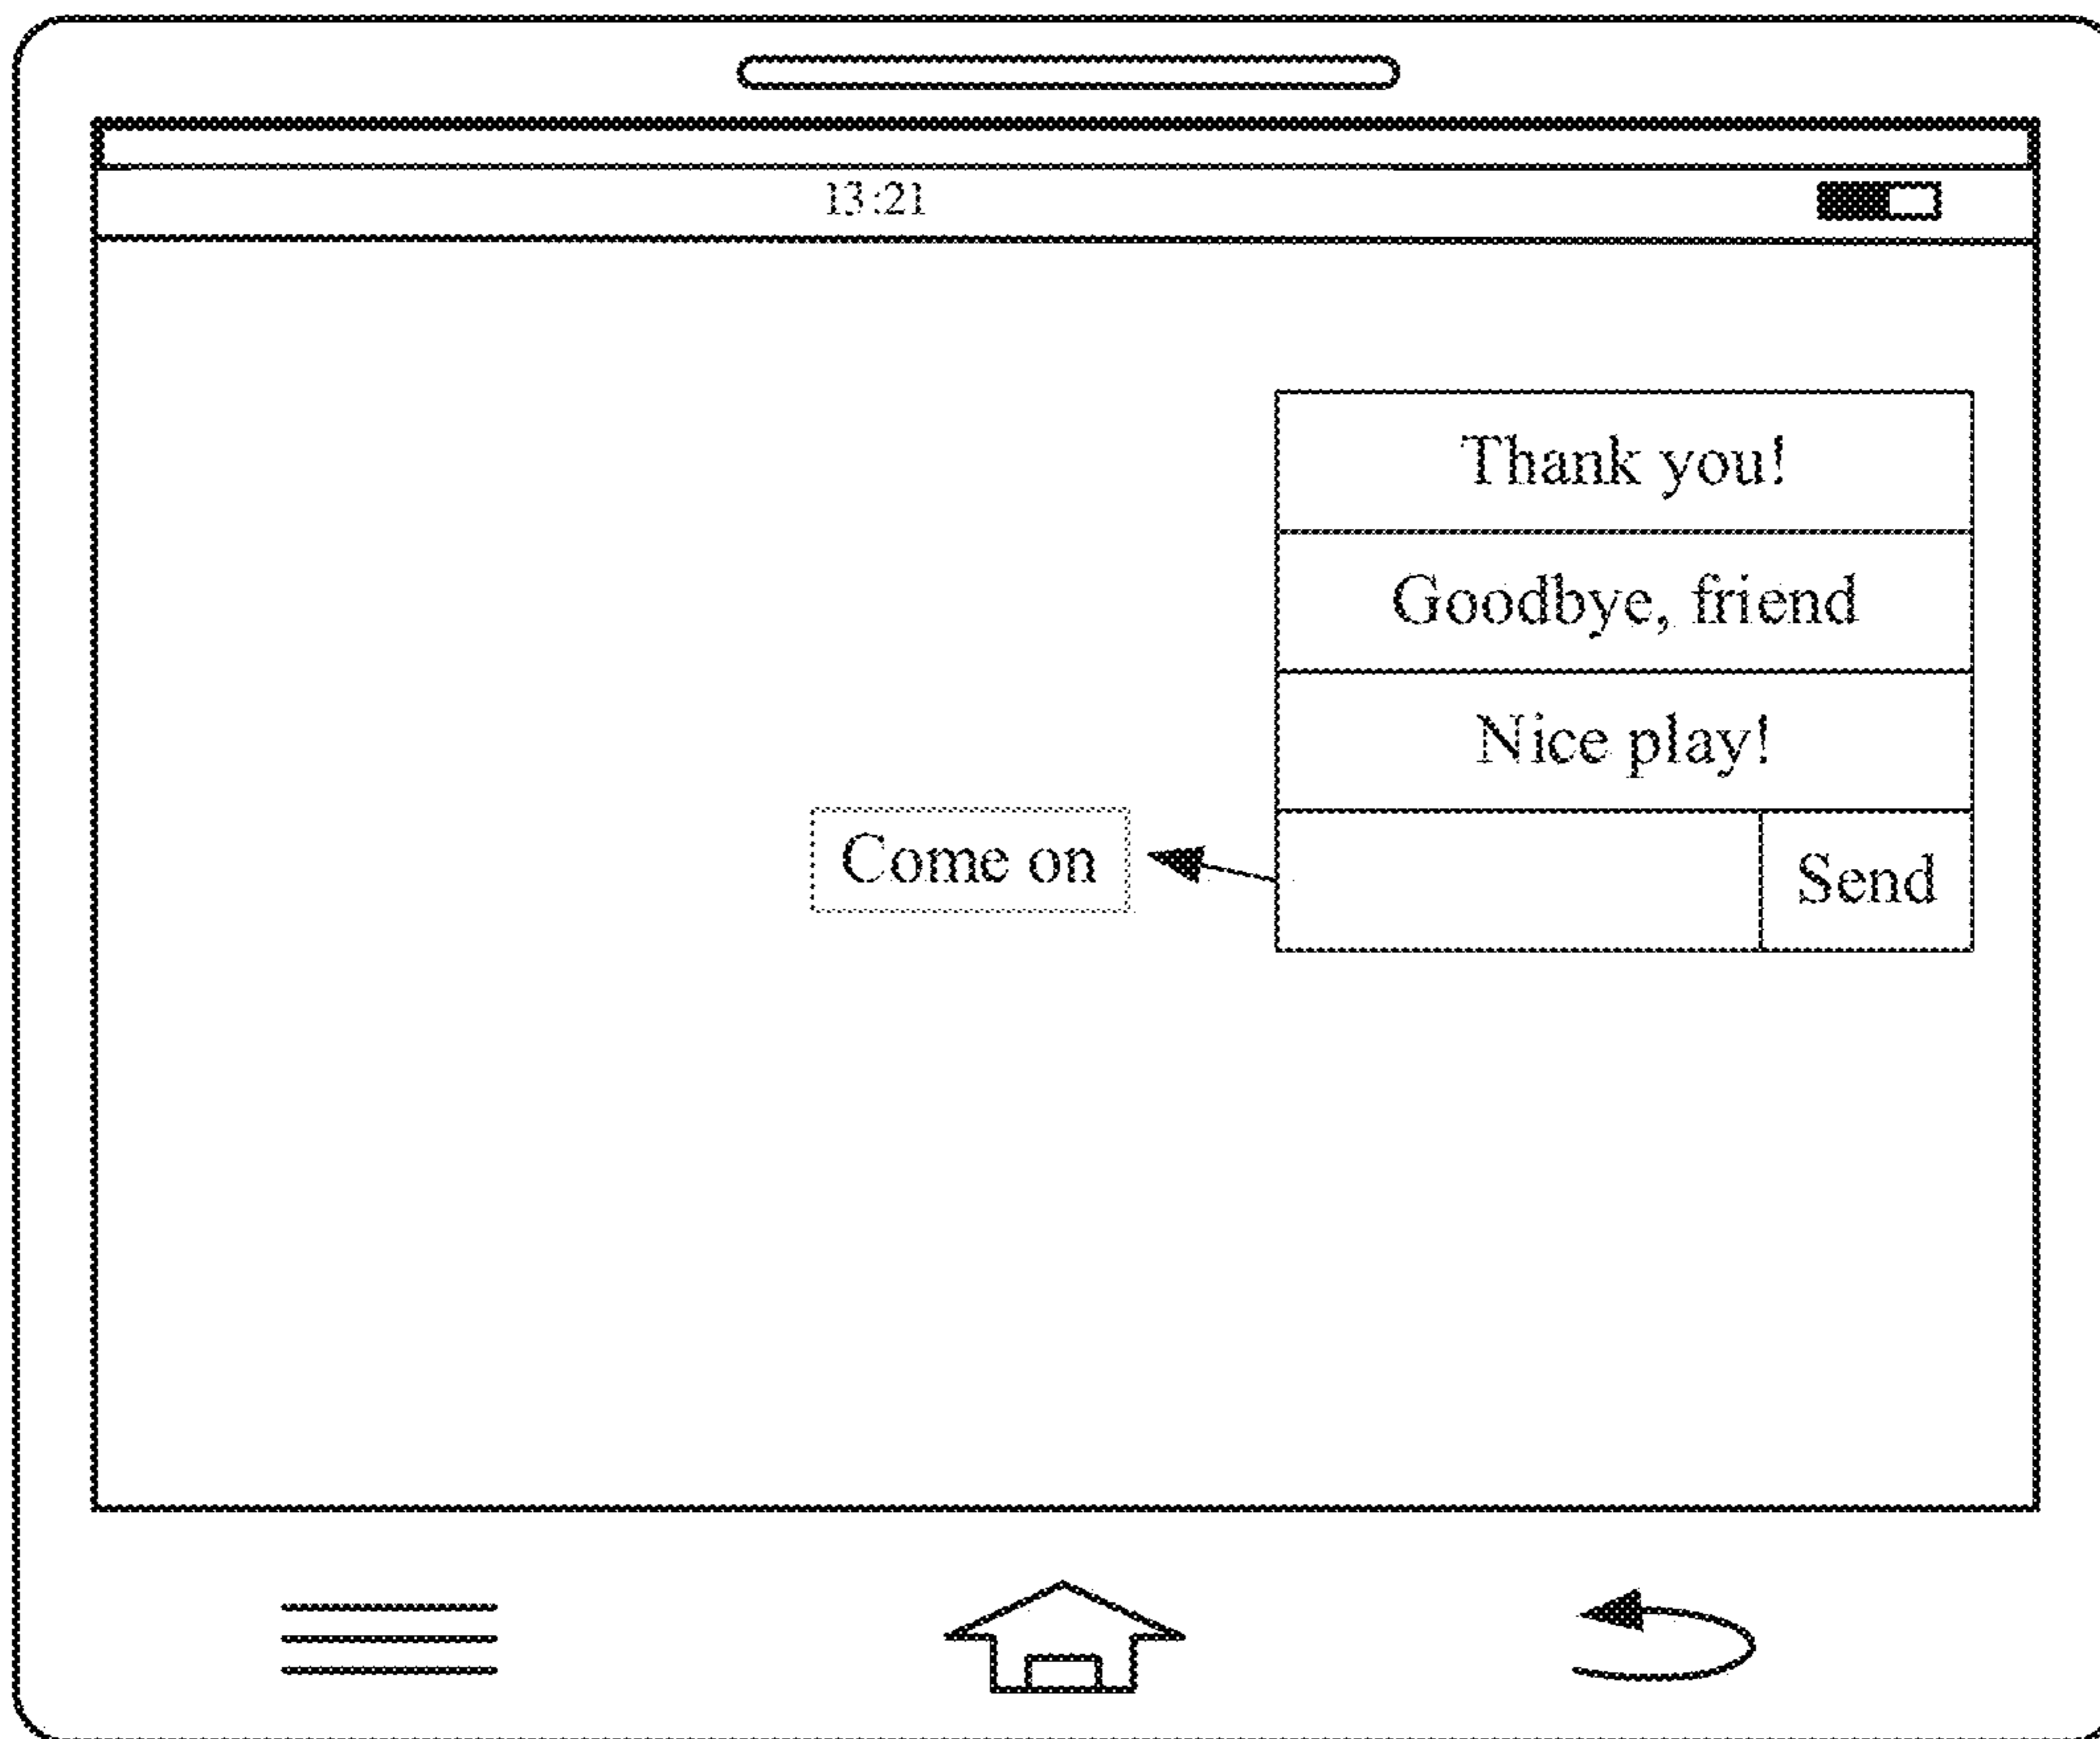 13:21
Thank you!
Goodbye, friend
Nice play!
Come on
Send